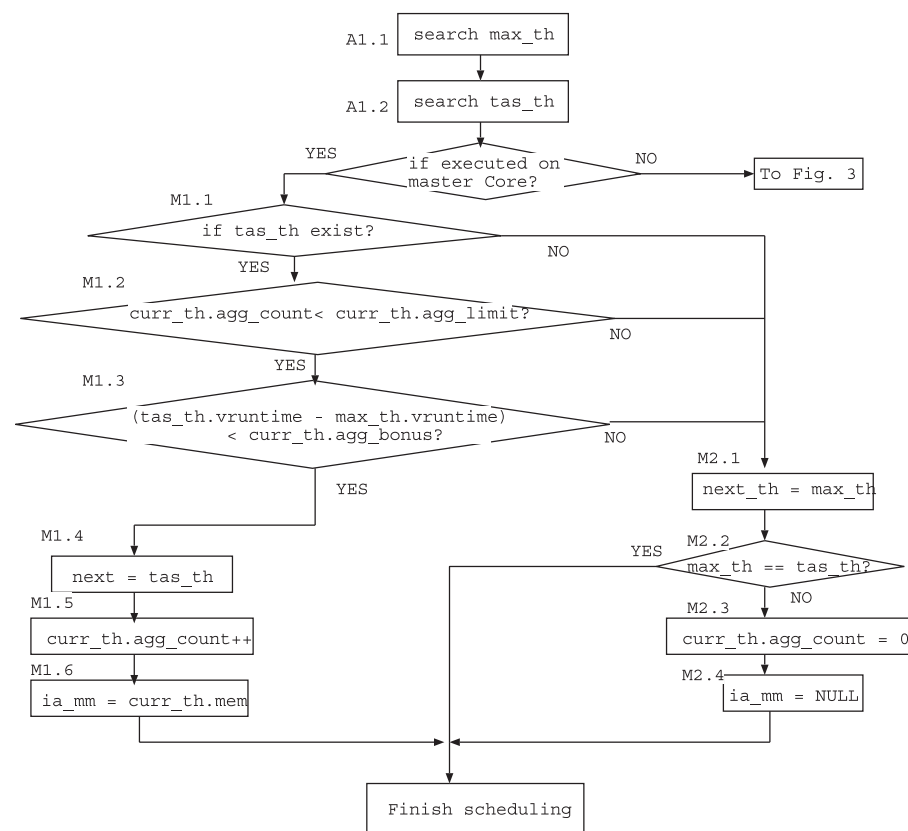 A1.1
search max_th
A1.2
search tas_th
YES
if executed on
master Core?
NO
To Fig. 3
M1.1
if tas_th exist?
NO
YES
M1.2
curr_th.agg_count< curr_th.agg_limit?
NO
YES
M1.3
(tas_th.vruntime - max_th.vruntime)
< curr_th.agg_bonus?
NO
YES
M2.1
next_th = max_th
M1.4
next = tas_th
M2.2
YES
max_th == tas_th?
NO
M1.5
curr_th.agg_count++
M2.3
curr_th.agg_count = 0
M1.6
ia_mm = curr_th.mem
M2.4
ia_mm = NULL
Finish scheduling